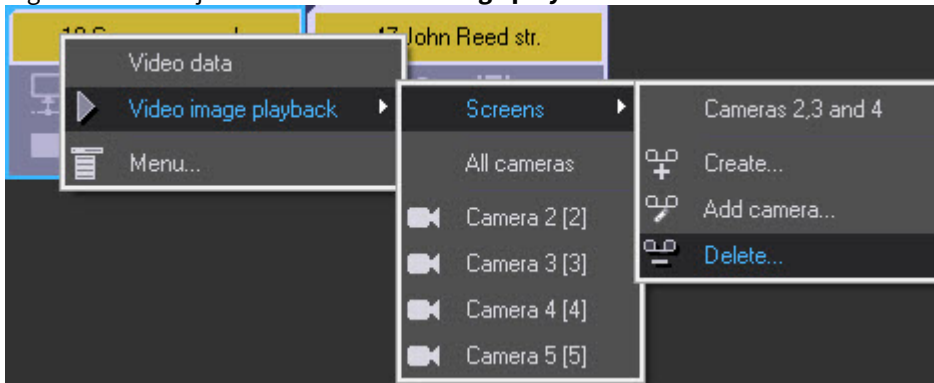 John Reed str.
Video data
Video image playback
Menu...
Screens
All cameras
Camera 2 [2]
Camera 3 [3]
Camera 4 [4]
Camera 5 [5]
Cameras 2,3 and 4
Create...
Add camera...
Delete...